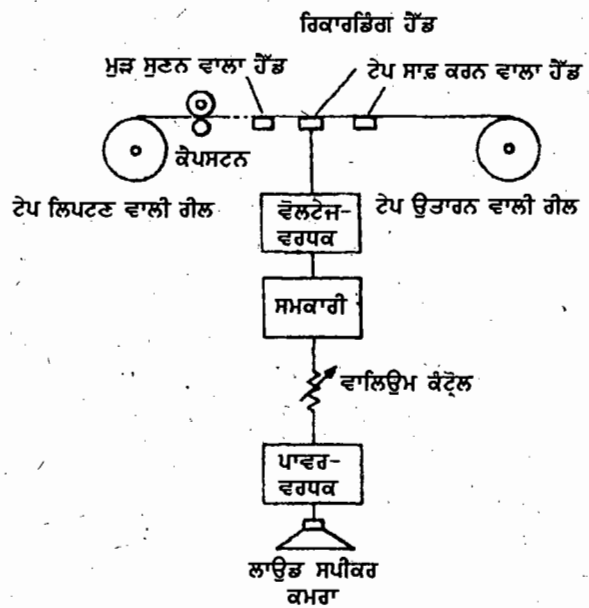 ਰਿਕਾਰਡਿੰਗ ਹੈੱਡ
ਮੁੜ ਸੁਣਨ ਵਾਲਾ ਹੈੱਡ
ਟੇਪ ਸਾਫ਼ ਕਰਨ ਵਾਲਾ ਹੈੱਡ
ਕੈਪਸਟਨ
ਟੇਪ ਲਿਪਟਣ ਵਾਲੀ ਰੀਲ
ਟੇਪ ਉਤਾਰਨ ਵਾਲੀ ਰੀਲ
ਵੋਲਟੇਜ-
ਵਰਧਕ
ਸਮਕਾਰੀ
ਵਾਲਿਊਮ ਕੰਟ੍ਰੋਲ
ਪਾਵਰ-
ਵਰਧਕ
ਲਾਊਡ ਸਪੀਕਰ
ਕਮਰਾ